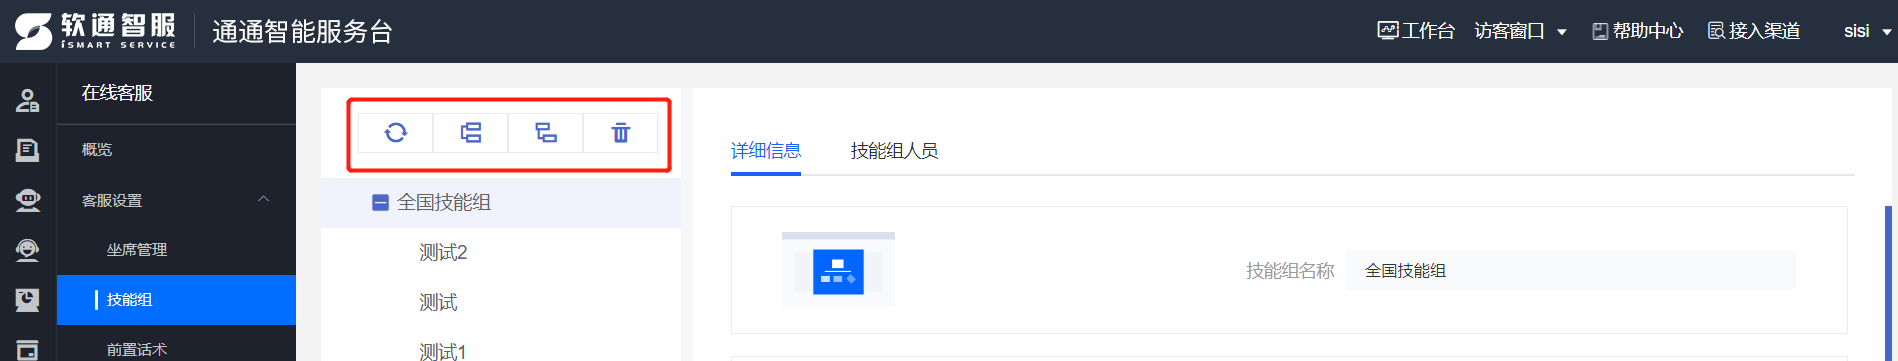 软通智服
iSMART SERVICE
通通智能服务台
工作台 访客窗口 帮助中心 接入渠道 sisi
在线客服
概览
客服设置
坐席管理
技能组
前置话术
全国技能组
测试2
测试
测试1
详细信息 技能组人员
技能组名称 全国技能组